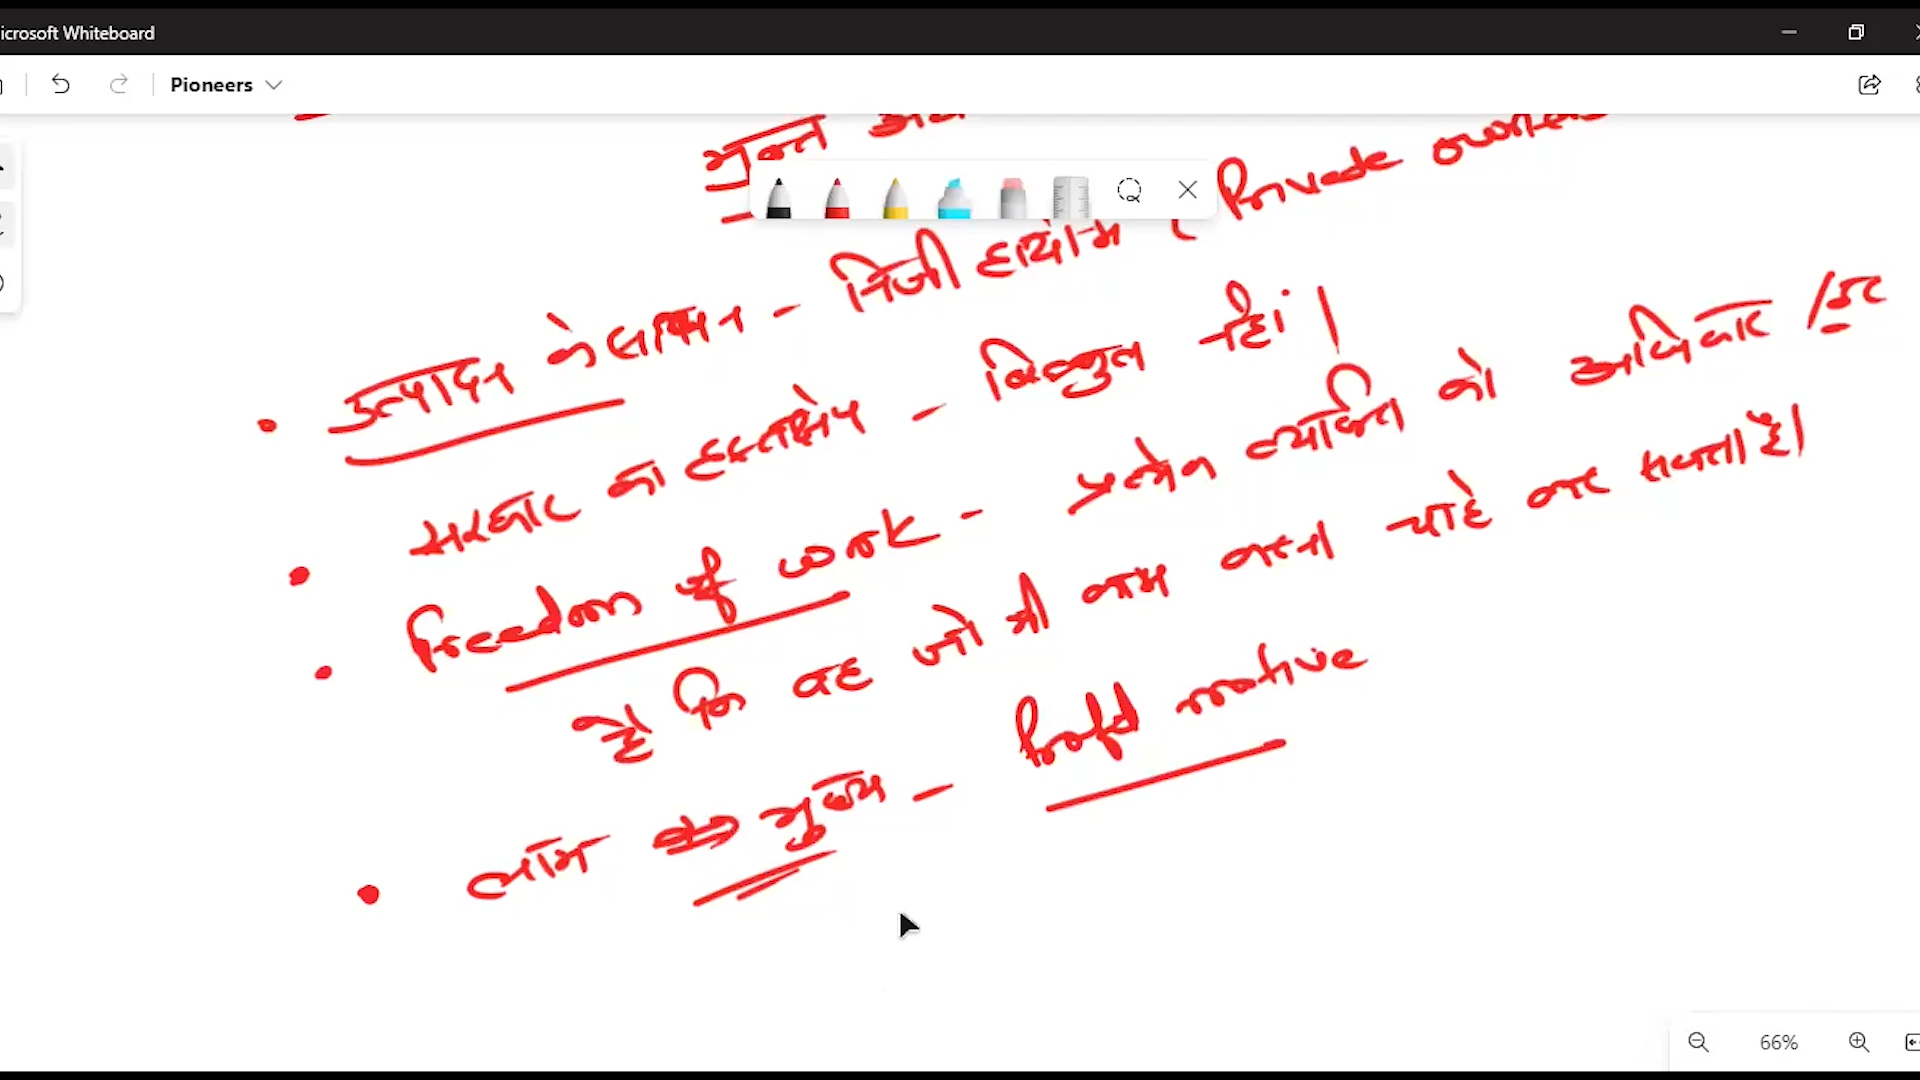 icrosoft Whiteboard
Pioneers
मुक्त
उत्पादन के साधन - निजी हाथो में ( Private
सरकार का हस्तक्षेप - बिल्कुल नहीं।
Freedom of work - प्रत्येक व्यक्ति को अधिकार /छूट
है कि वह जो भी काम करना चाहे कर सकता है।
लाभ मुख्य - Profit motive
66%